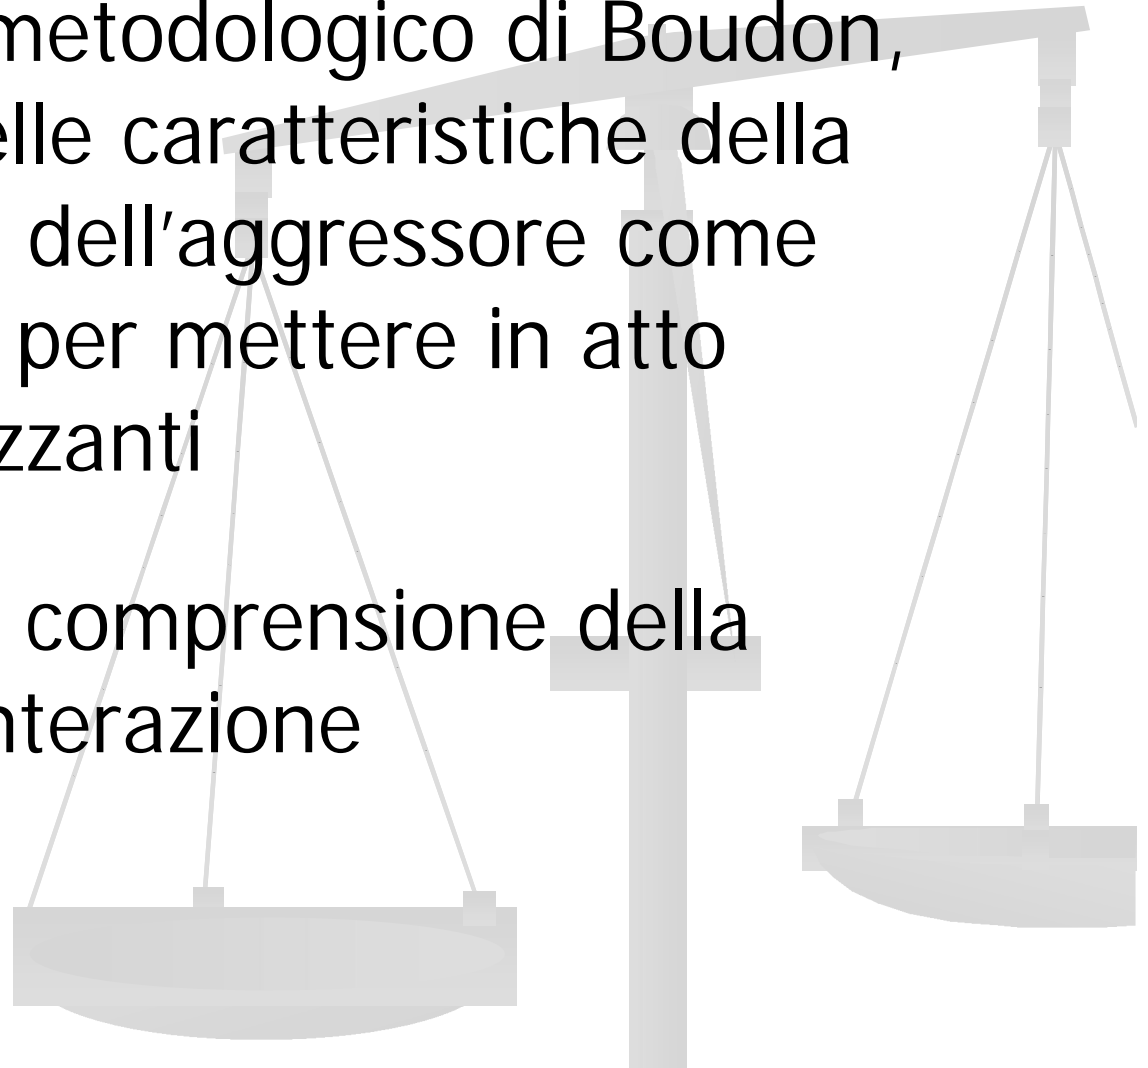 metodologico di Boudon,
elle caratteristiche della
dell'aggressore come
per mettere in atto
zzanti
comprensione della
nterazione